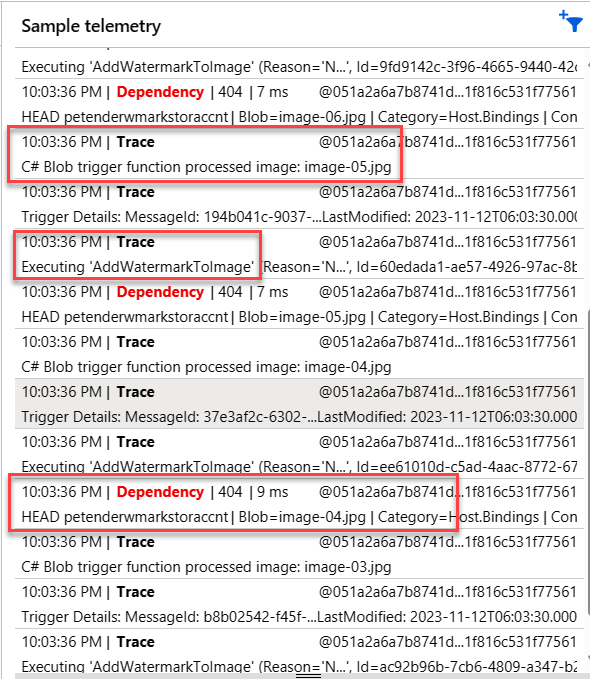 Sample telemetry
Executing 'AddWatermarkToImage' (Reason='N...', Id=9fd9142c-3f96-4665-9440-42c
10:03:36 PM | Dependency | 404 | 7 ms @051a2a6a7b8741d...1f816c531f77561
HEAD petenderwmarkstoraccnt| Blob=image-06.jpg | Category=Host.Bindings | Con
10:03:36 PM | Trace @051a2a6a7b8741d...1f816c531f77561
C# Blob trigger function processed image: image-05.jpg
10:03:36 PM | Trace @051a2a6a7b8741d...1f816c531f77561
Trigger Details: MessageId: 194b041c-9037-...LastModified: 2023-11-12T06:03:30.000
10:03:36 PM | Trace @051a2a6a7b8741d...1f816c531f77561
Executing 'AddWatermarkToImage' (Reason='N...', Id=60edada1-ae57-4926-97ac-8b
10:03:36 PM | Dependency | 404 | 7 ms @051a2a6a7b8741d...1f816c531f77561
HEAD petenderwmarkstoraccnt| Blob=image-05.jpg | Category=Host.Bindings | Con
10:03:36 PM | Trace @051a2a6a7b8741d...1f816c531f77561
C# Blob trigger function processed image: image-04.jpg
10:03:36 PM | Trace @051a2a6a7b8741d...1f816c531f77561
Trigger Details: MessageId: 37e3af2c-6302-...LastModified: 2023-11-12T06:03:30.000
10:03:36 PM | Trace @051a2a6a7b8741d...1f816c531f77561
Executing 'AddWatermarkToImage' (Reason='N...', Id=ee61010d-c5ad-4aac-8772-67
10:03:36 PM | Dependency | 404 | 9 ms @051a2a6a7b8741d...1f816c531f77561
HEAD petenderwmarkstoraccnt| Blob=image-04.jpg | Category=Host.Bindings | Con
10:03:36 PM | Trace @051a2a6a7b8741d...1f816c531f77561
C# Blob trigger function processed image: image-03.jpg
10:03:36 PM | Trace @051a2a6a7b8741d...1f816c531f77561
Trigger Details: MessageId: b8b02542-f45f-...LastModified: 2023-11-12T06:03:30.000
10:03:36 PM | Trace @051a2a6a7b8741d...1f816c531f77561
Executing 'AddWatermarkToImage' (Reason='N...', Id=ac92b96b-7cb6-4809-a347-b2